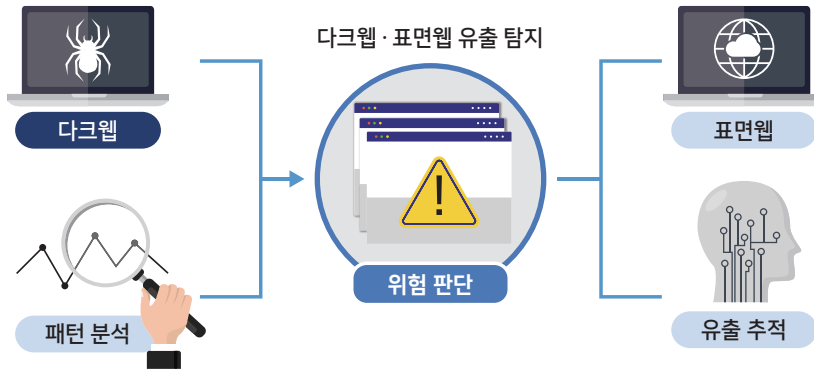 다크웹 · 표면웹 유출 탐지
다크웹
표면웹
위험 판단
패턴 분석
유출 추적